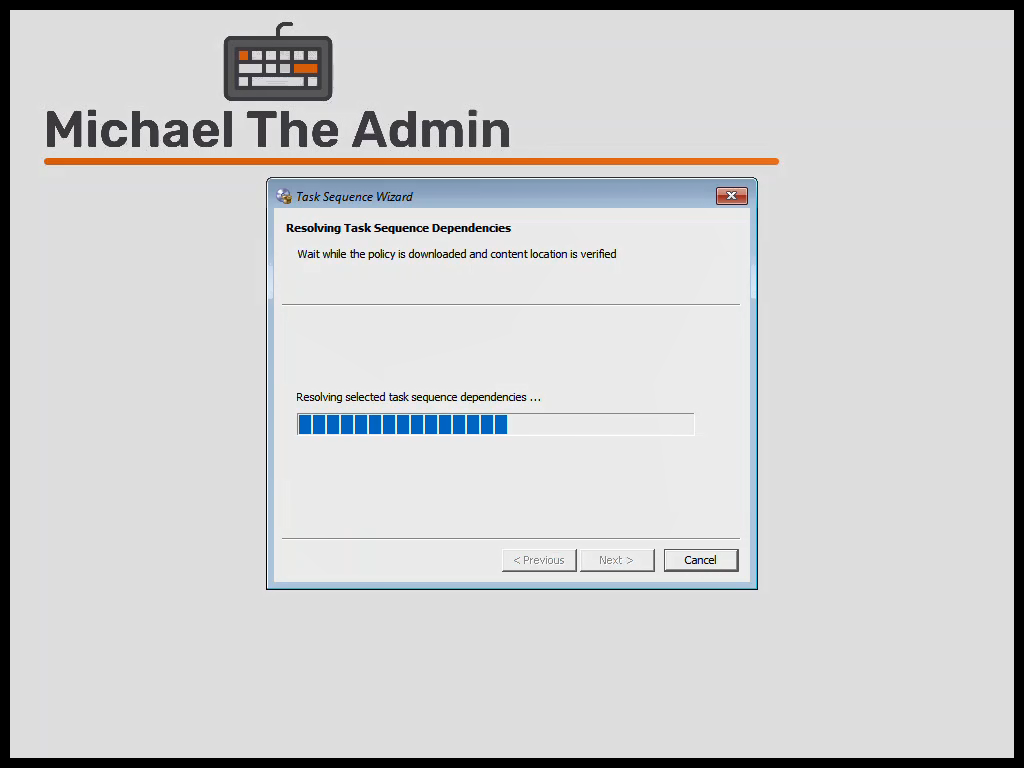 Michael The Admin
Task Sequence Wizard
Resolving Task Sequence Dependencies
Wait while the policy is downloaded and content location is verified
Resolving selected task sequence dependencies ...
< Previous
Next >
Cancel